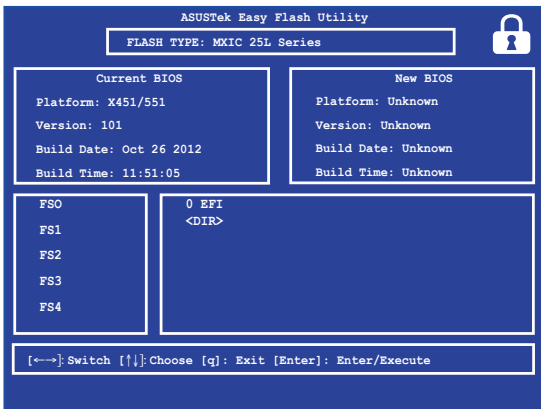 ASUSTek Easy Flash Utility
FLASH TYPE: MXIC 25L Series
Current BIOS
Platform: X451/551
Version: 101
Build Date: Oct 26 2012
Build Time: 11:51:05
New BIOS
Platform: Unknown
Version: Unknown
Build Date: Unknown
Build Time: Unknown
FS0
FS1
FS2
FS3
FS4
0 EFI
<DIR>
[←→]: Switch [↑↓]: Choose [q]: Exit [Enter]: Enter/Execute